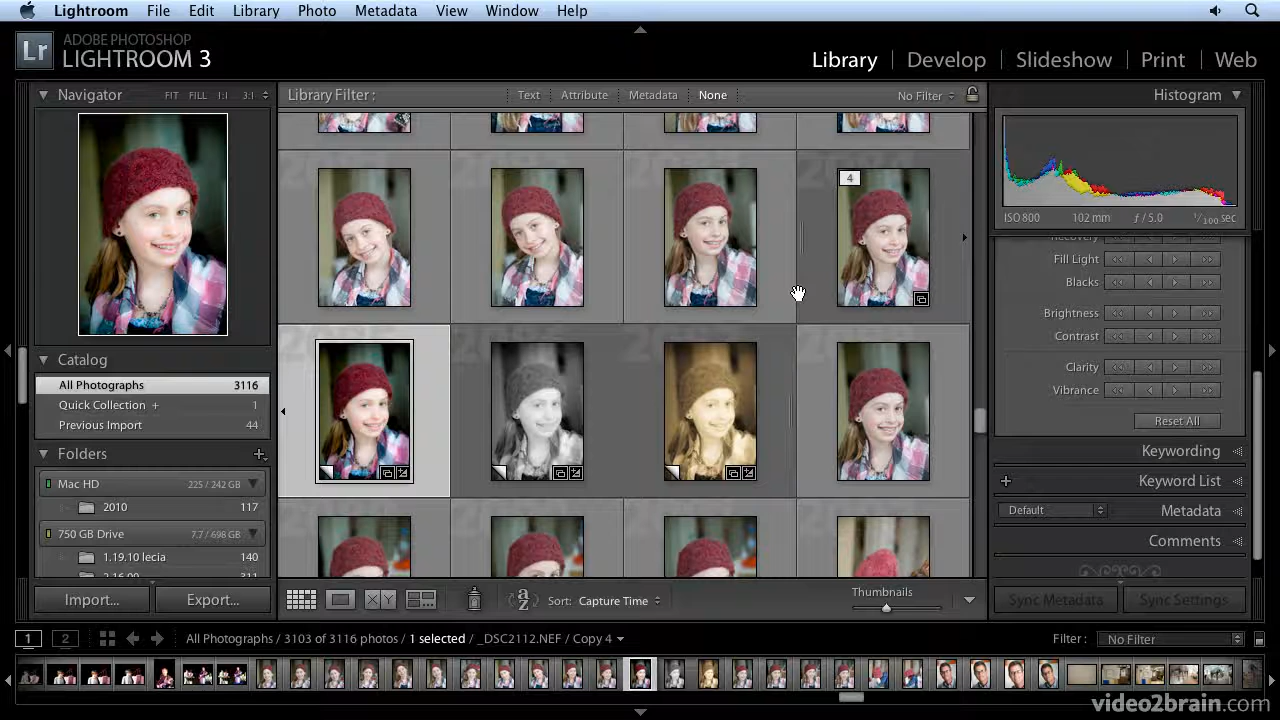 Lightroom File Edit Library Photo Metadata View Window Help
Lr ADOBE PHOTOSHOP
LIGHTROOM 3
Library Develop Slideshow Print Web
Navigator FIT FILL 1:1 3:1
Library Filter : Text Attribute Metadata None No Filter
Histogram
4
ISO 800 102 mm ƒ / 5.0 1/100 sec
Fill Light
Blacks
Brightness
Contrast
Clarity
Vibrance
Reset All
Catalog
All Photographs 3116
Quick Collection + 1
Previous Import 44
Folders
Mac HD 225 / 242 GB
2010 117
750 GB Drive 7.7 / 698 GB
1.19.10 lecia 140
Keywording
Keyword List
Default Metadata
Comments
Import... Export...
XY AZ Sort: Capture Time
Thumbnails
Sync Metadata Sync Settings
1 2 All Photographs / 3103 of 3116 photos / 1 selected / _DSC2112.NEF / Copy 4
Filter : No Filter
video2brain.com